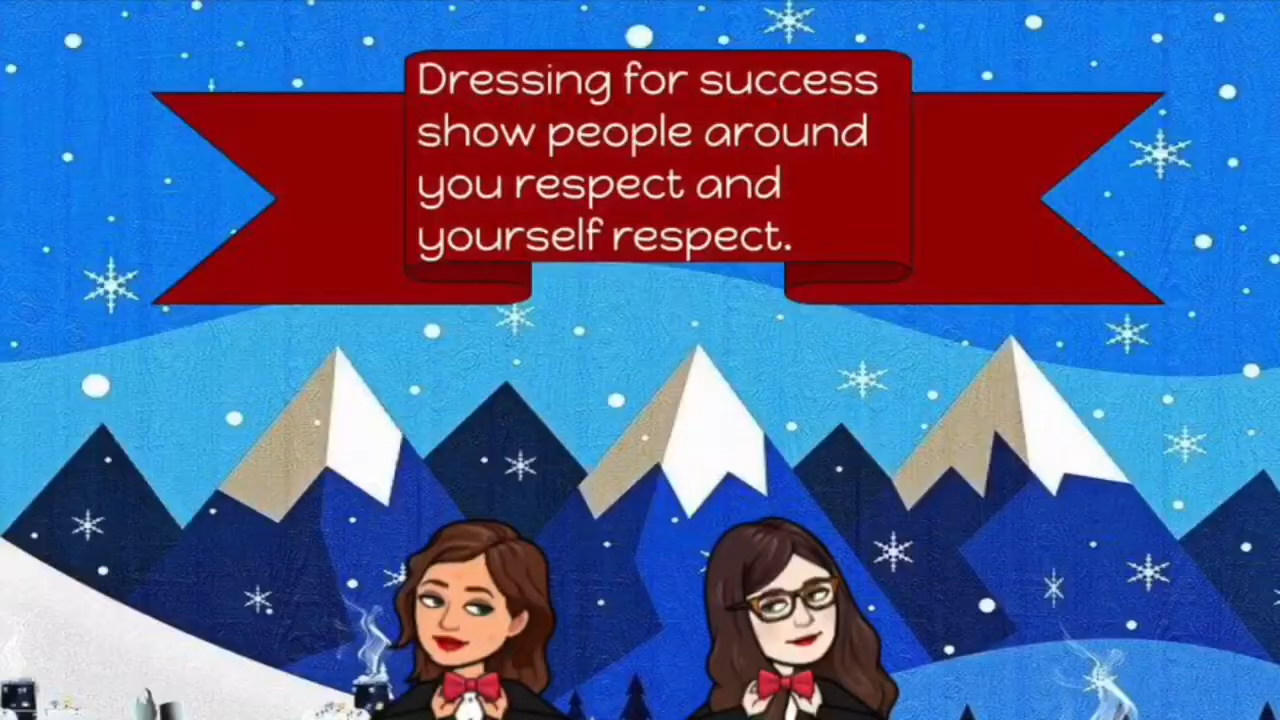 Dressing for success
show people around
you respect and
yourself respect.